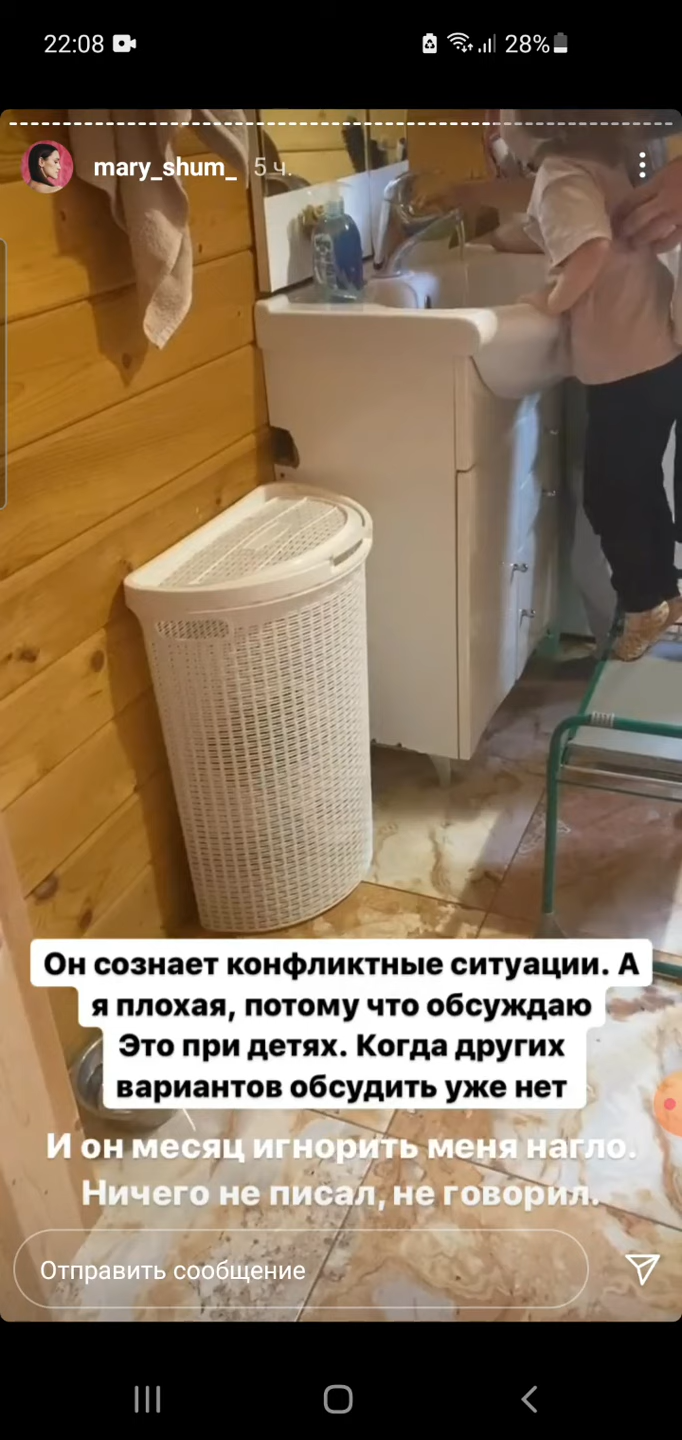 22:08 28%
mary_shum_ 5 ч.
Он сознает конфликтные ситуации. А
я плохая, потому что обсуждаю
Это при детях. Когда других
вариантов обсудить уже нет
И он месяц игнорить меня нагло.
Ничего не писал, не говорил.
Отправить сообщение